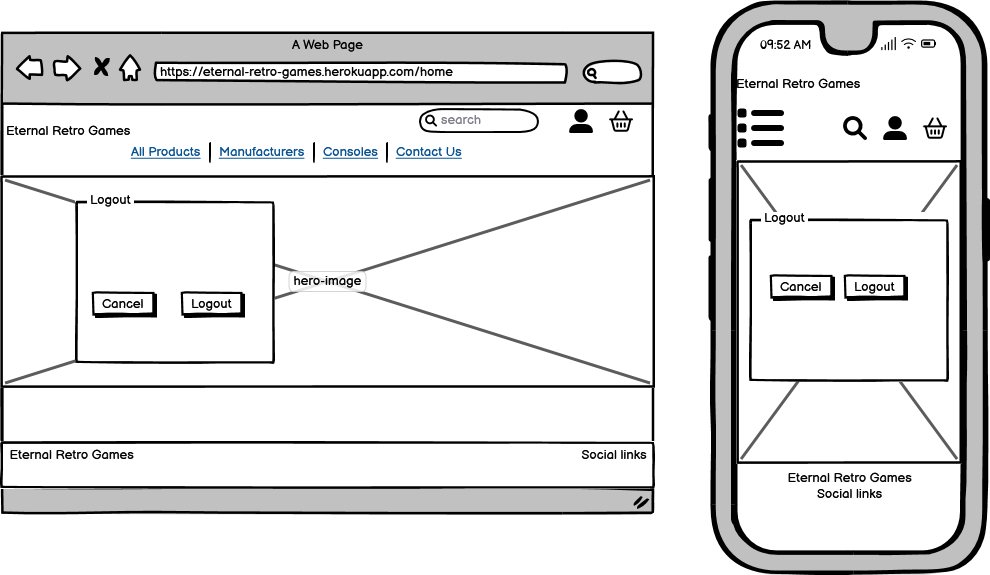 A Web Page
https://eternal-retro-games.herokuapp.com/home
search
Eternal Retro Games
All Products
Manufacturers
Consoles
Contact Us
Logout
hero-image
Cancel
Logout
Eternal Retro Games
Social links
09:52 AM
Eternal Retro Games
Logout
Cancel
Logout
Eternal Retro Games
Social links